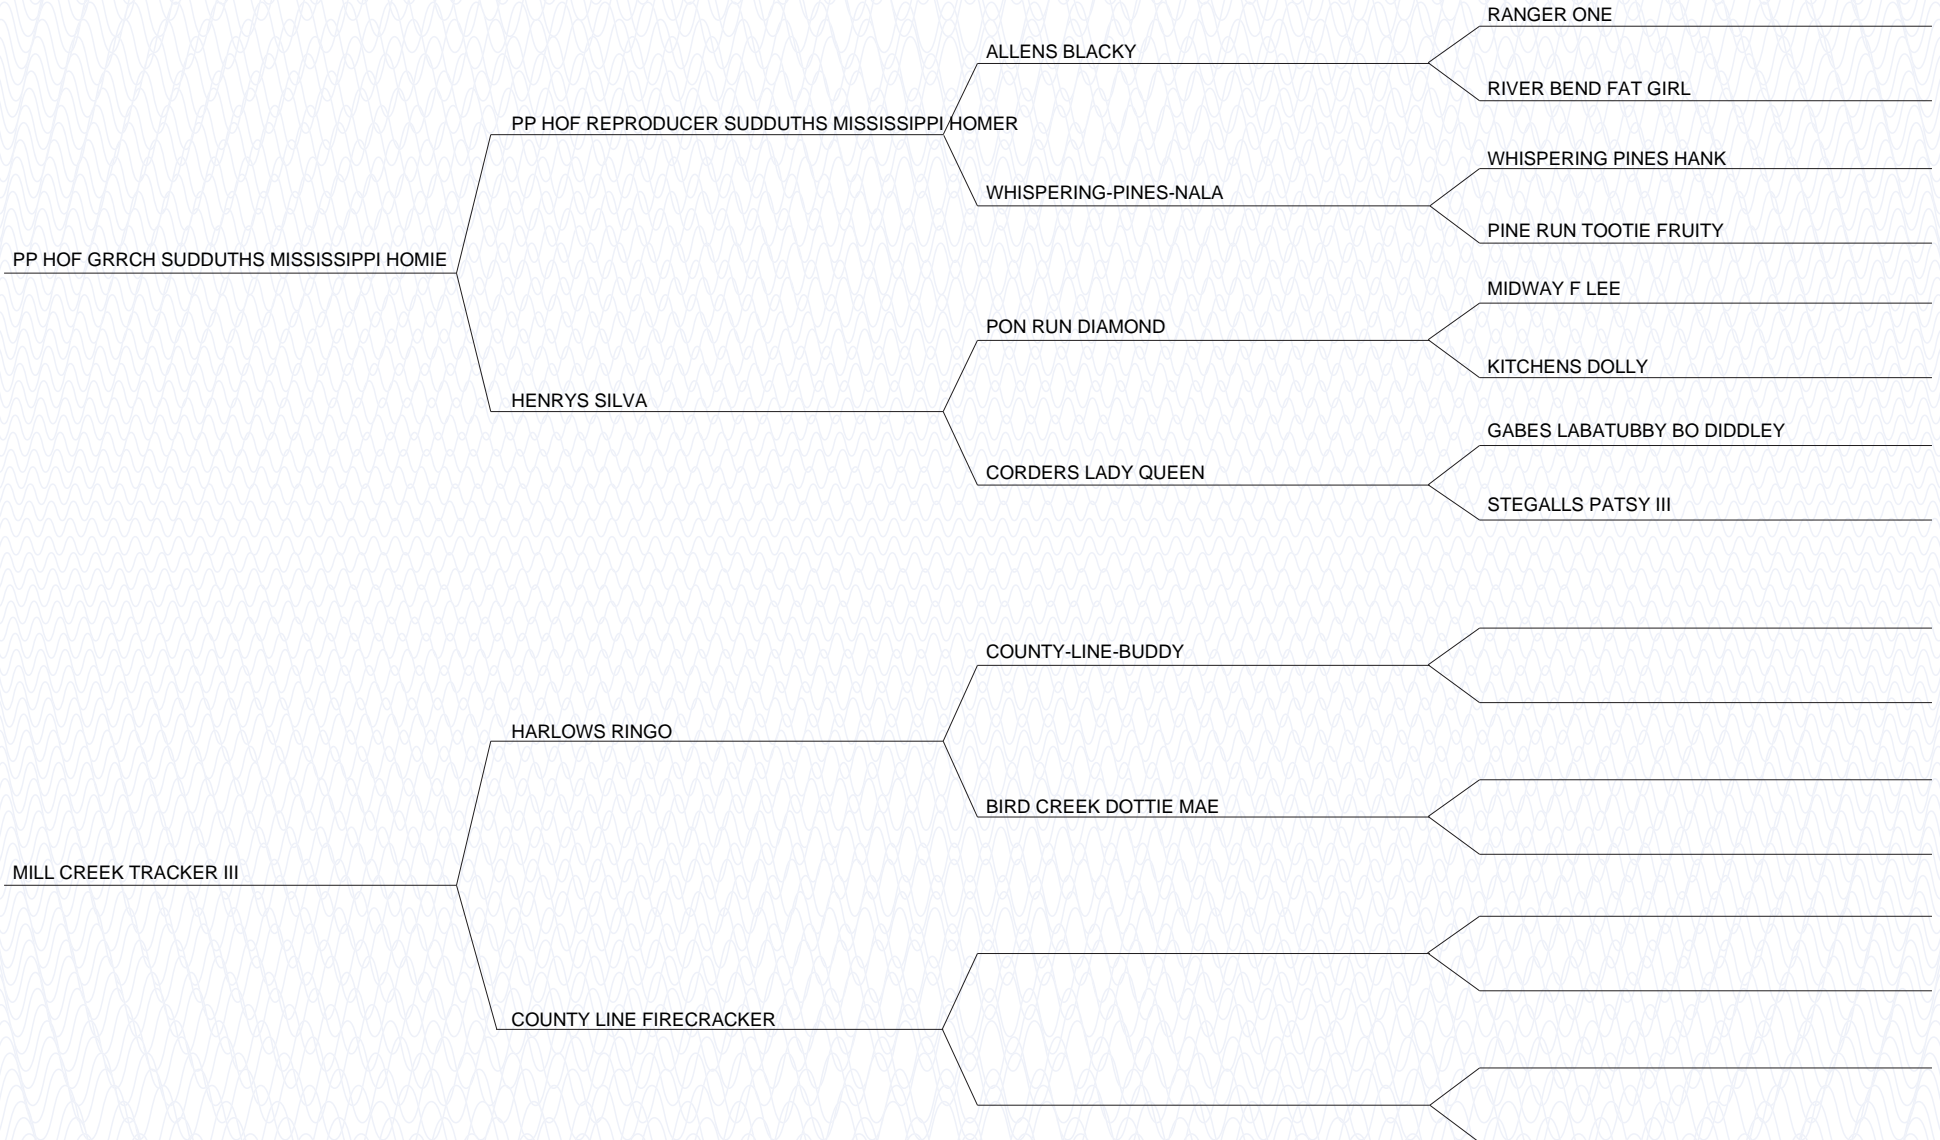 RANGER ONE
ALLENS BLACKY
RIVER BEND FAT GIRL
PP HOF REPRODUCER SUDDUTHS MISSISSIPPI HOMER
WHISPERING PINES HANK
WHISPERING-PINES-NALA
PINE RUN TOOTIE FRUITY
PP HOF GRRCH SUDDUTHS MISSISSIPPI HOMIE
MIDWAY F LEE
PON RUN DIAMOND
KITCHENS DOLLY
HENRYS SILVA
GABES LABATUBBY BO DIDDLEY
CORDERS LADY QUEEN
STEGALLS PATSY III
COUNTY-LINE-BUDDY
HARLOWS RINGO
BIRD CREEK DOTTIE MAE
MILL CREEK TRACKER III
COUNTY LINE FIRECRACKER